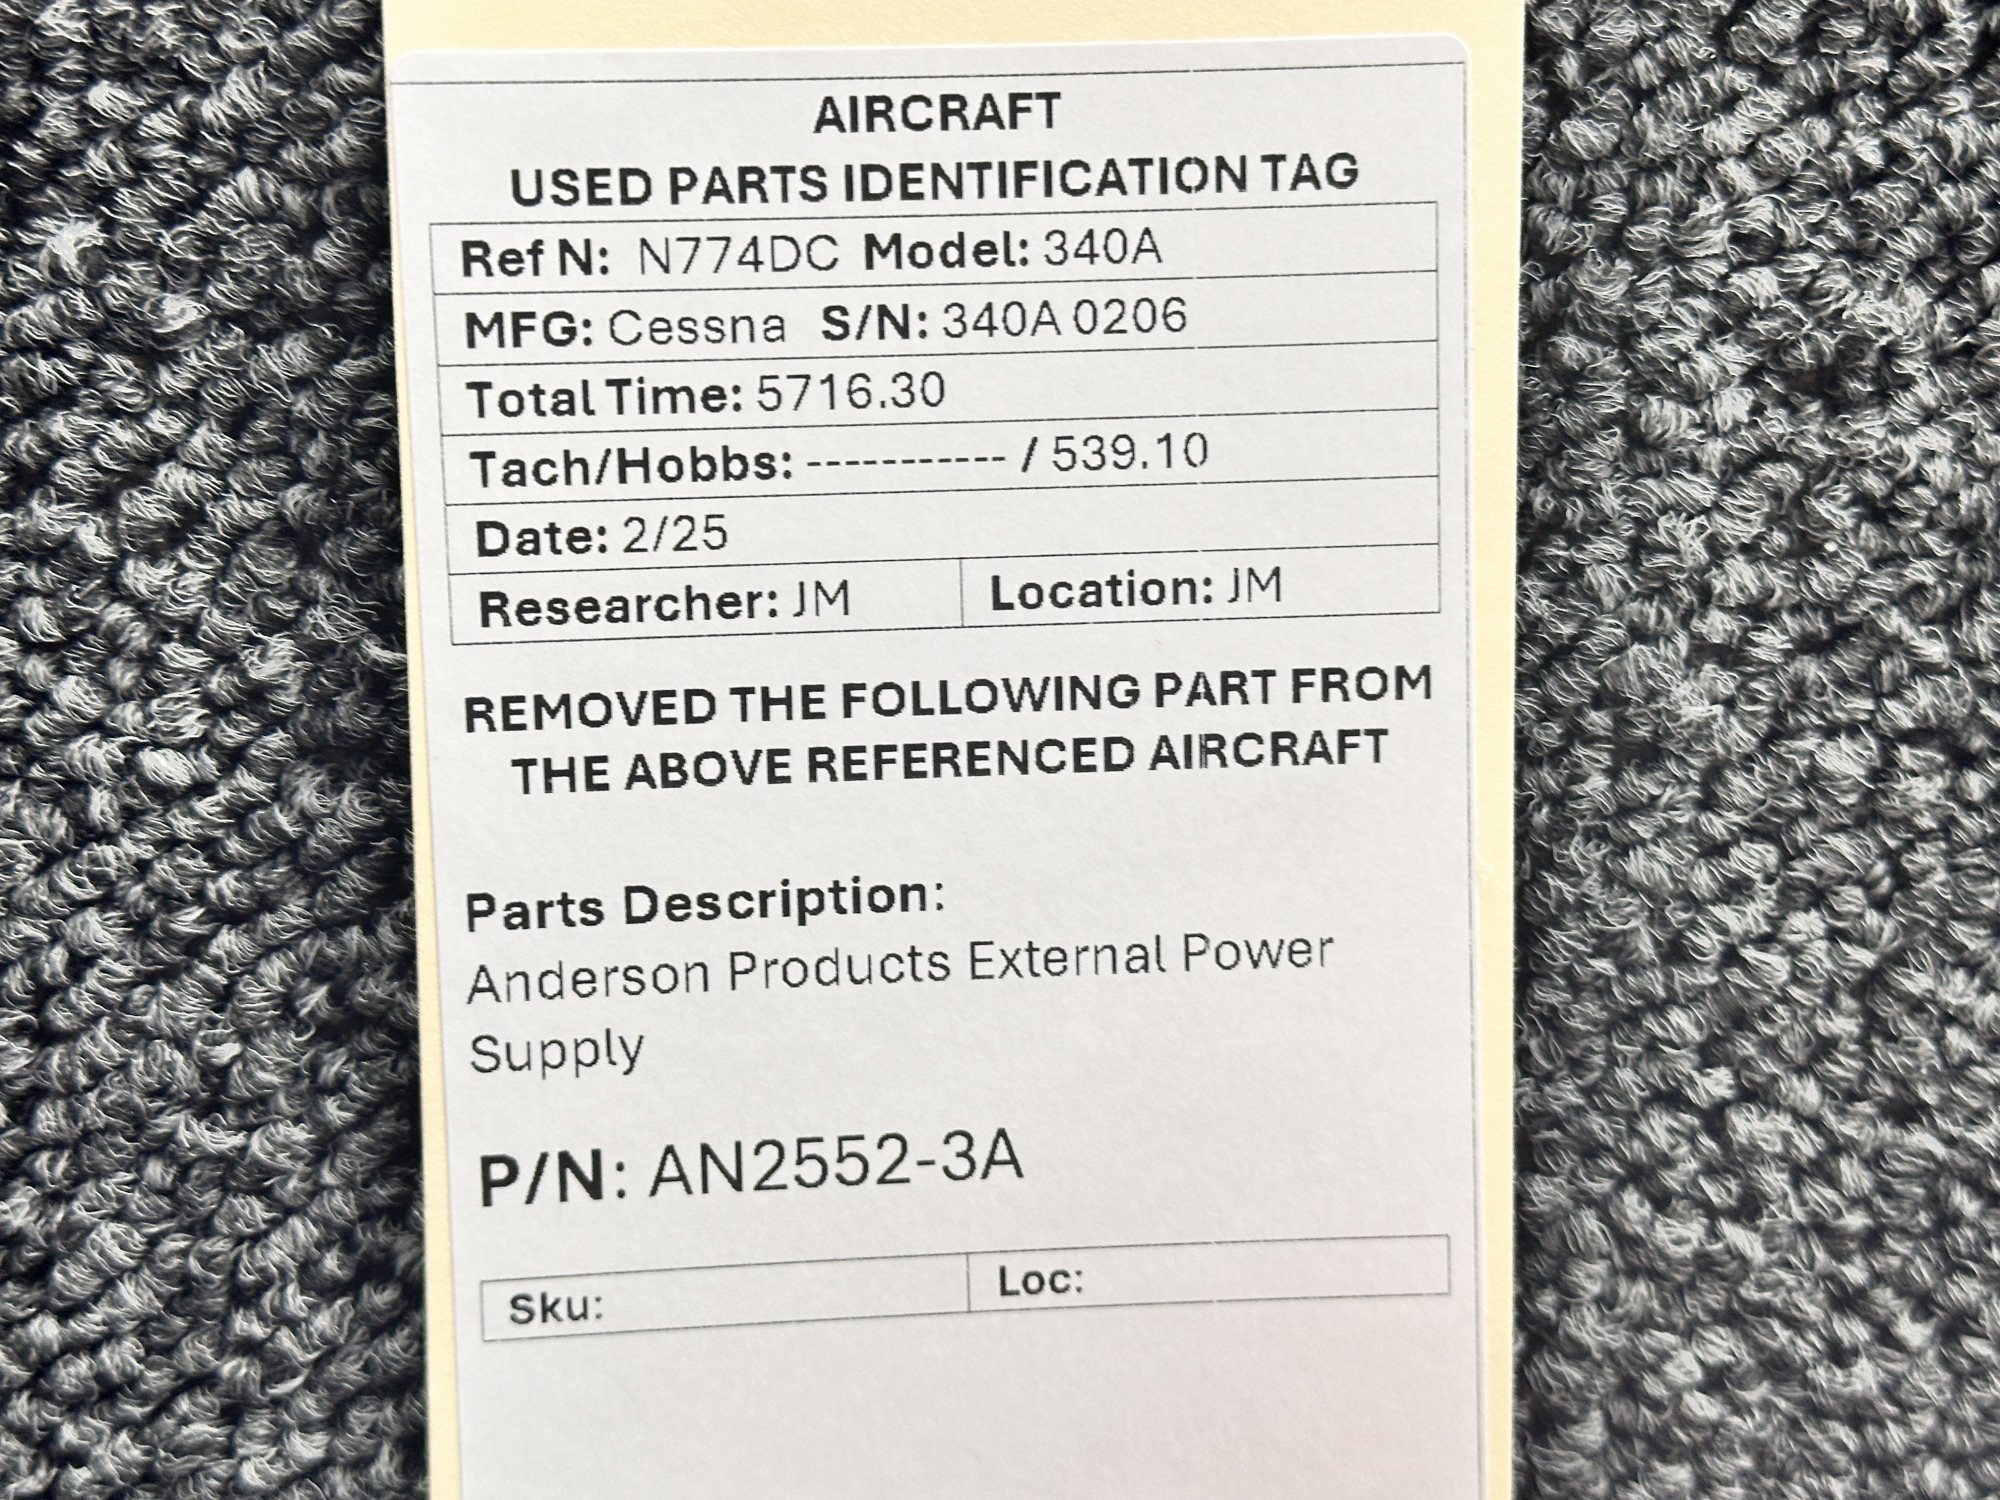 AIRCRAFT
USED PARTS IDENTIFICATION TAG
Ref N: N774DC Model: 340A
MFG: Cessna S/N: 340A 0206
Total Time: 5716.30
Tach/Hobbs: ----------- / 539.10
Date: 2/25
Researcher: JM Location: JM
REMOVED THE FOLLOWING PART FROM
THE ABOVE REFERENCED AIRCRAFT
Parts Description:
Anderson Products External Power
Supply
P/N: AN2552-3A
Sku: Loc: